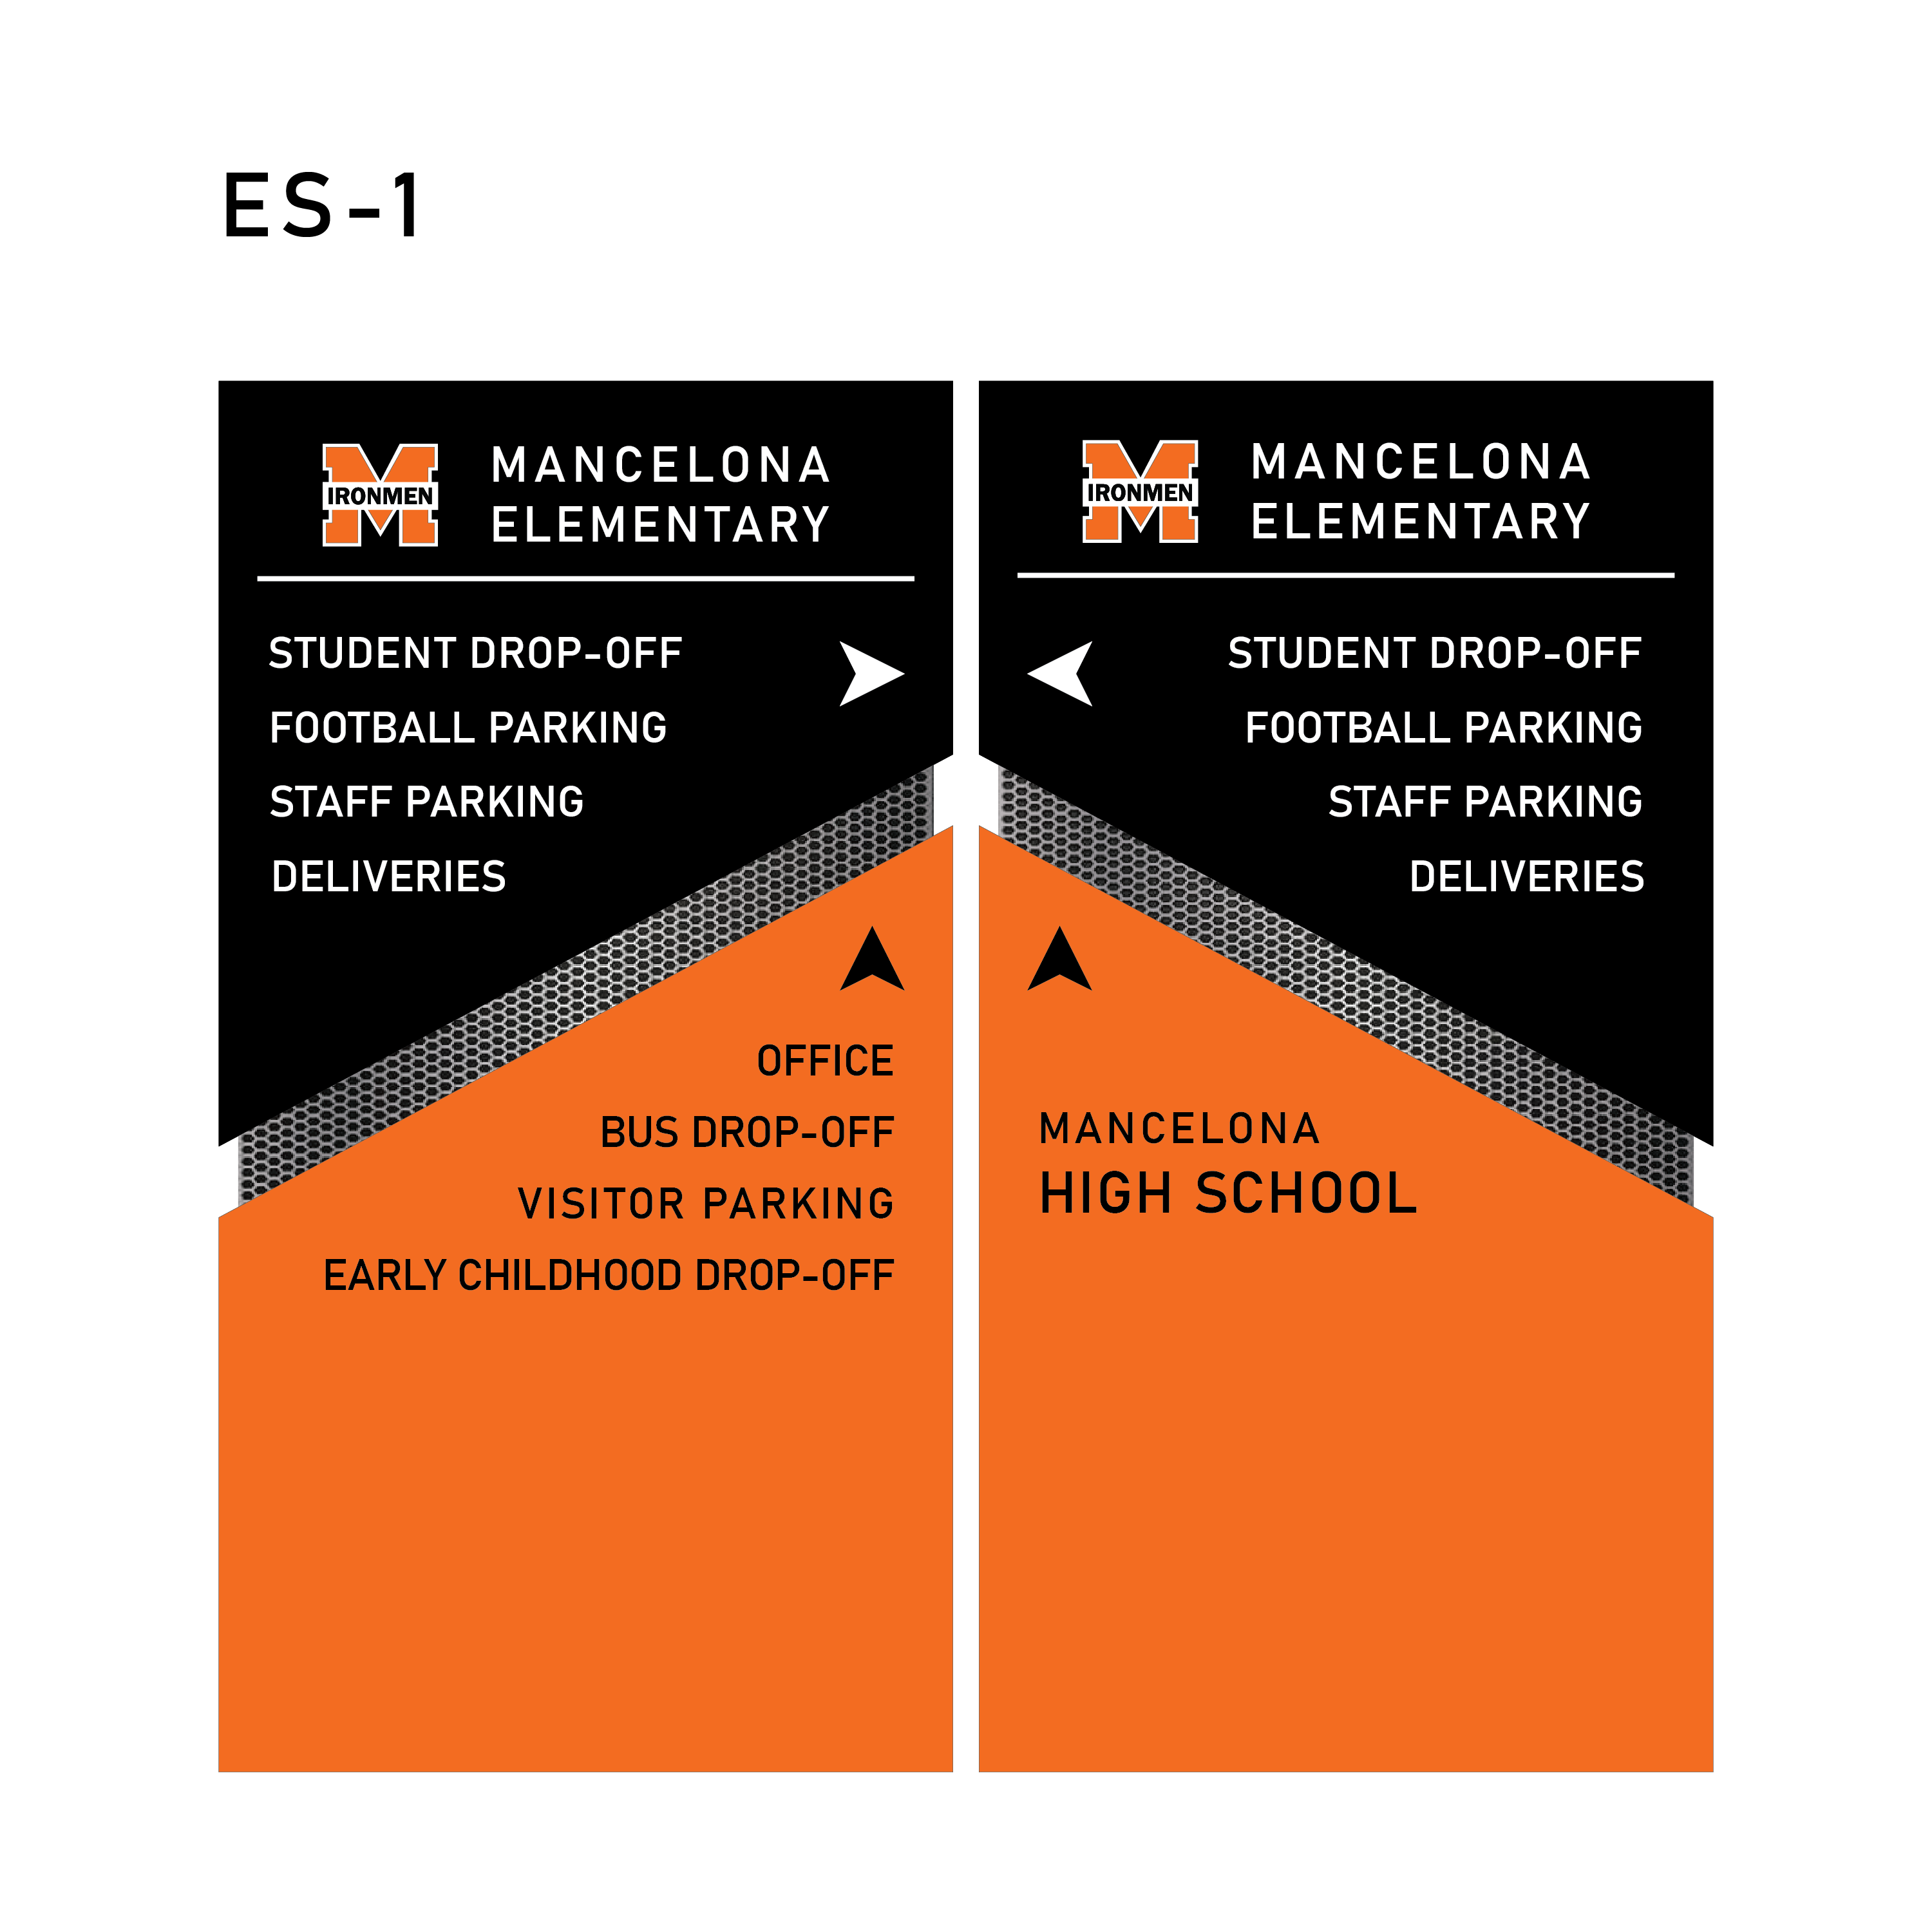 ES-1
IRONMEN
MANCELONA
ELEMENTARY
STUDENT DROP-OFF
FOOTBALL PARKING
STAFF PARKING
DELIVERIES
OFFICE
BUS DROP-OFF
VISITOR PARKING
EARLY CHILDHOOD DROP-OFF
IRONMEN
MANCELONA
ELEMENTARY
STUDENT DROP-OFF
FOOTBALL PARKING
STAFF PARKING
DELIVERIES
MANCELONA
HIGH SCHOOL